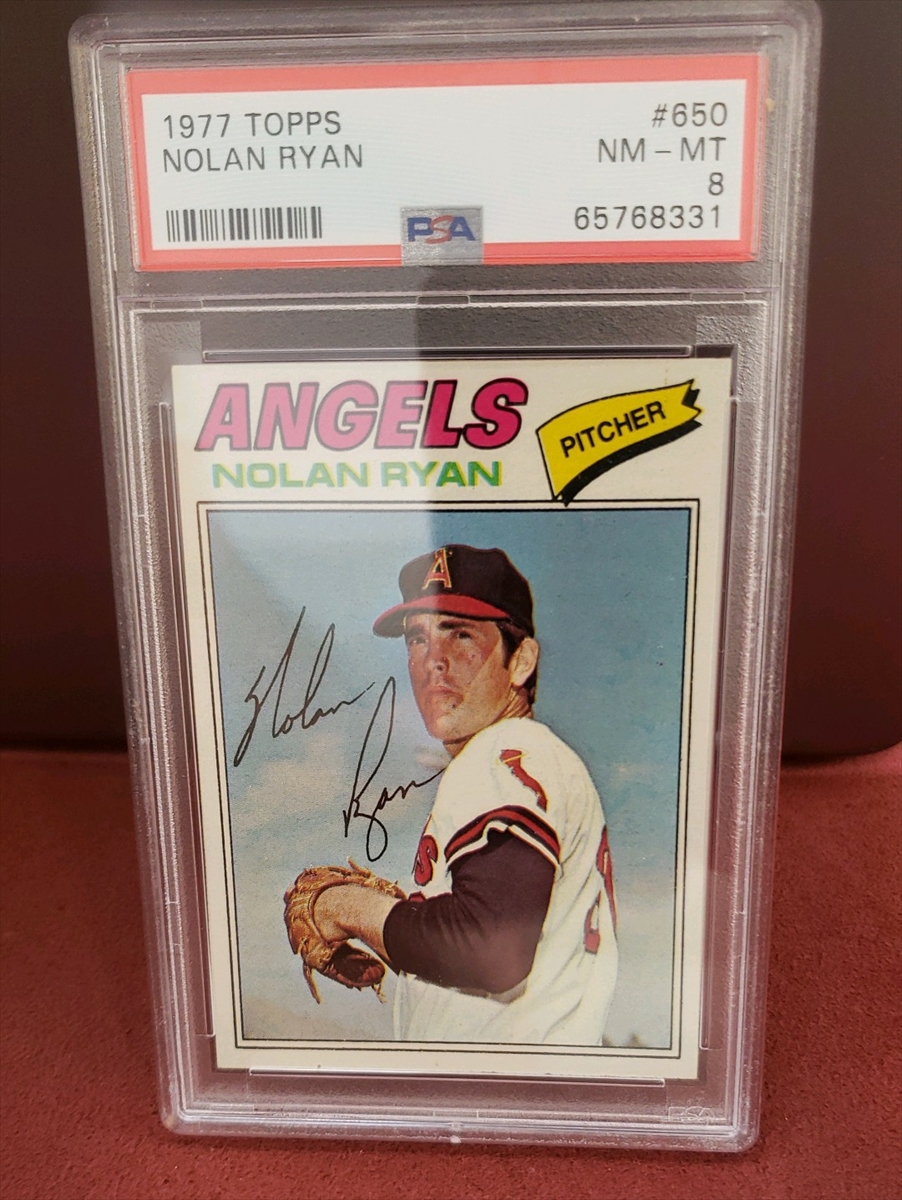 1977 TOPPS #650
NOLAN RYAN NM - MT
8
PSA 65768331
ANGELS
NOLAN RYAN
PITCHER
A
Nolan
Ryan